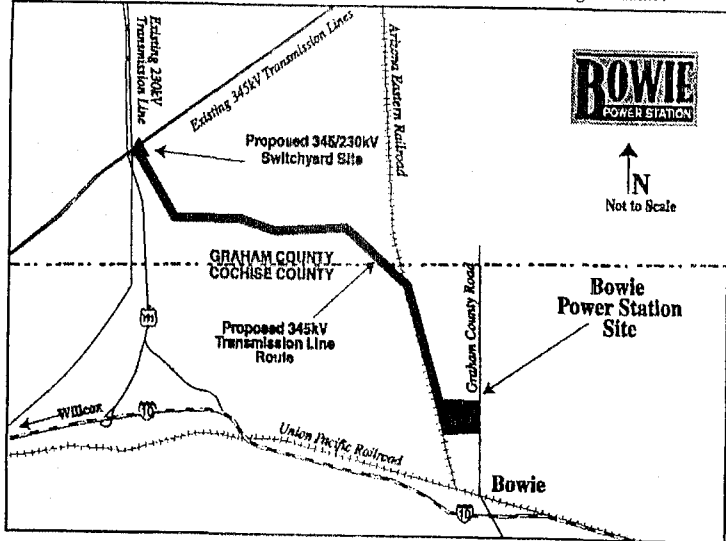 Existing 230kV
Transmission Line
Existing 345kV Transmission Lines
Arizona Eastern Railroad
BOWIE
POWER STATION
N
Not to Scale
Proposed 345/230kV
Switchyard Site
GRAHAM COUNTY
COCHISE COUNTY
Graham County Road
Bowie
Power Station
Site
Proposed 345kV
Transmission Line
Route
Willcox
10
Union Pacific Railroad
Bowie
10